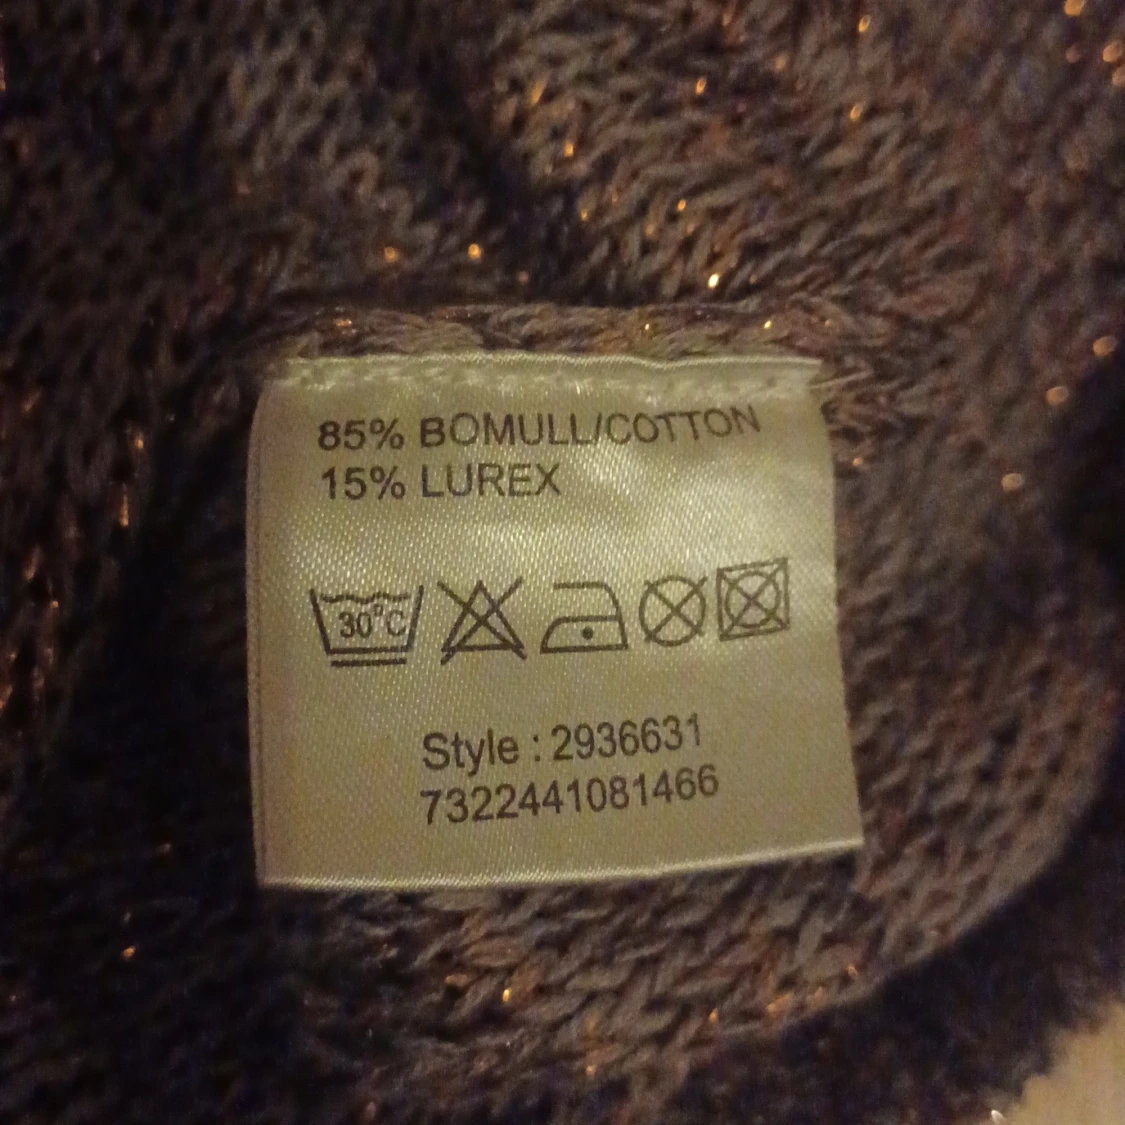 85% BOMULL/COTTON
15% LUREX
30°C
Style : 2936631
7322441081466